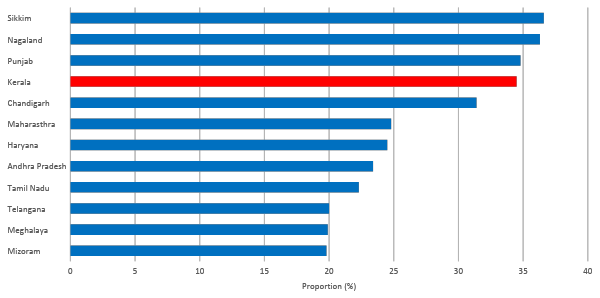 Sikkim
Nagaland
Punjab
Kerala
Chandigarh
Maharasthra
Haryana
Andhra Pradesh
Tamil Nadu
Telangana
Meghalaya
Mizoram
0 5 10 15 20 25 30 35 40
Proportion (%)